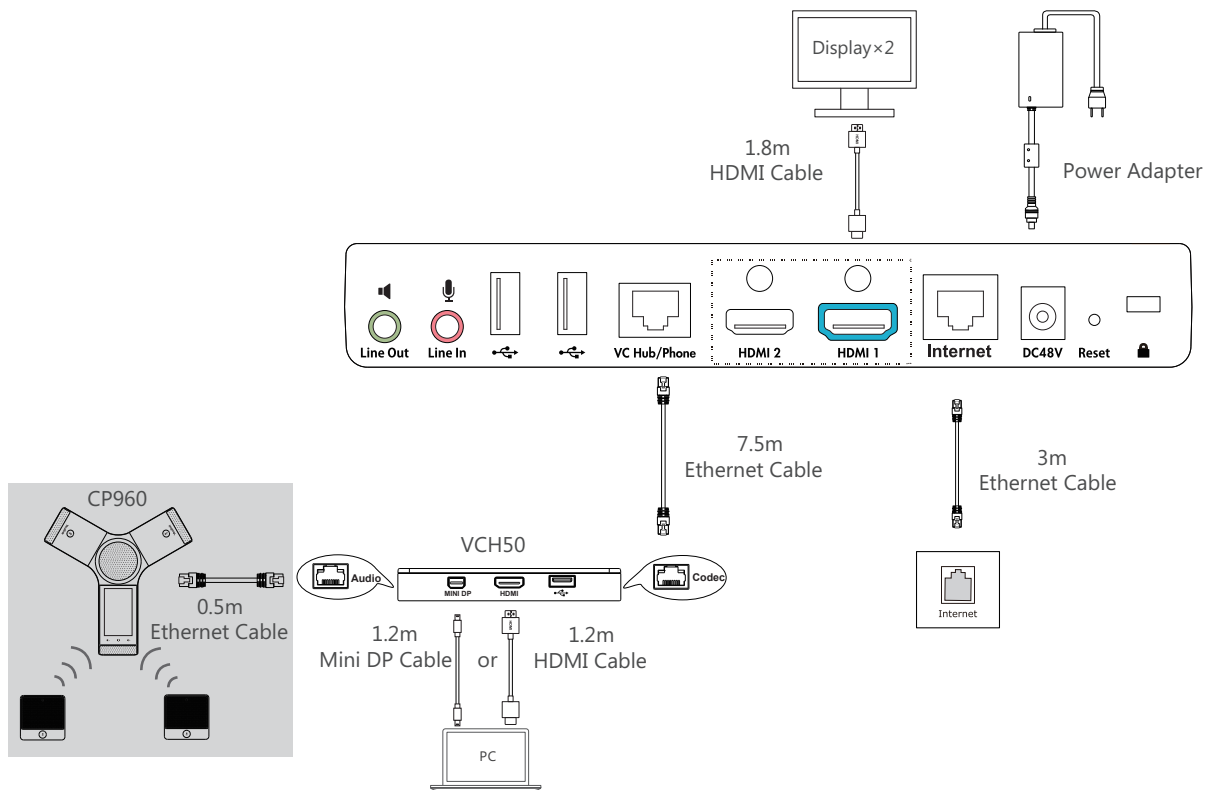 Display×2
1.8m
HDMI Cable
Power Adapter
Line Out
Line In
VC Hub/Phone
HDMI 2
HDMI 1
Internet
DC48V
Reset
7.5m
Ethernet Cable
3m
Ethernet Cable
CP960
VCH50
Audio
MINI DP
HDMI
Codec
0.5m
Ethernet Cable
1.2m
Mini DP Cable
or
1.2m
HDMI Cable
Internet
PC